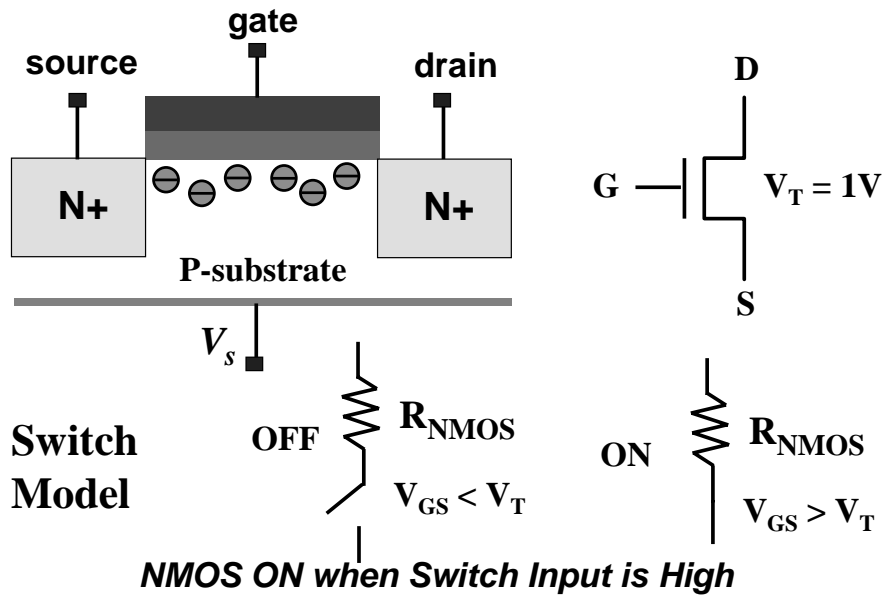 gate
source
drain
N+
N+
P-substrate
V_s
D
G
V_T = 1V
S
Switch
Model
OFF
R_NMOS
V_GS < V_T
ON
R_NMOS
V_GS > V_T
NMOS ON when Switch Input is High